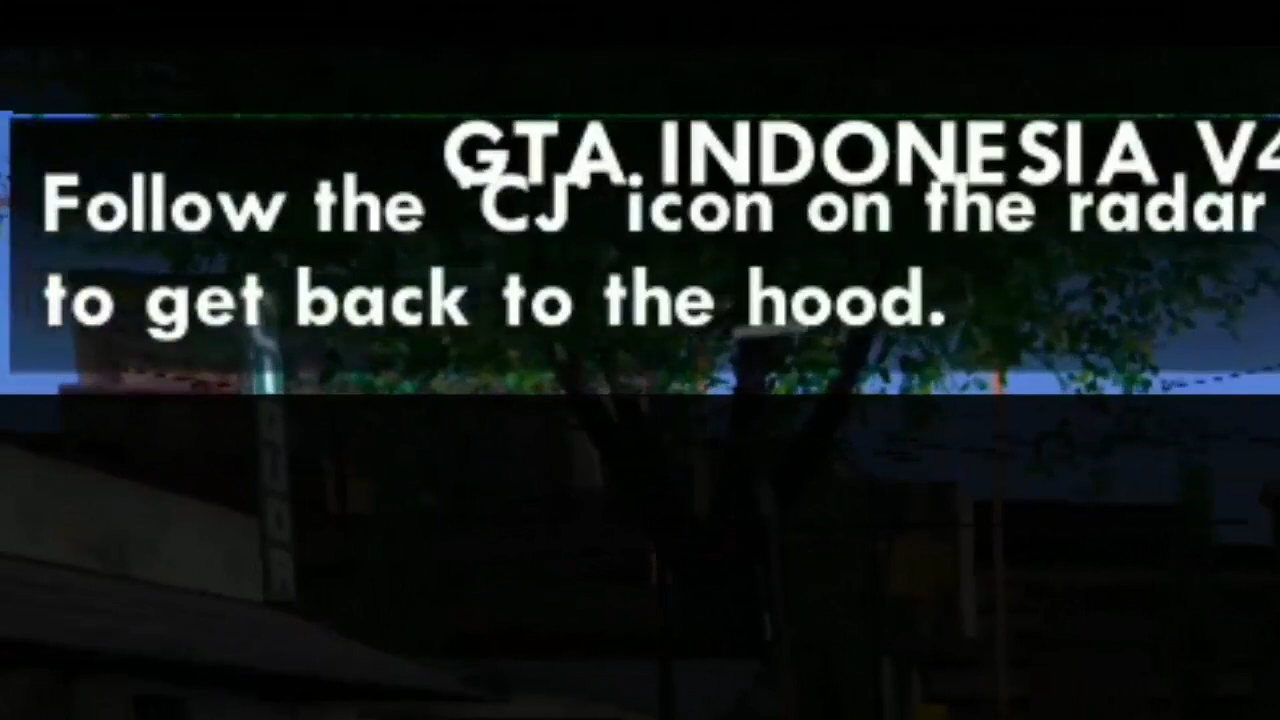 GTA.INDONESIA.V4
Follow the 'CJ' icon on the radar
to get back to the hood.